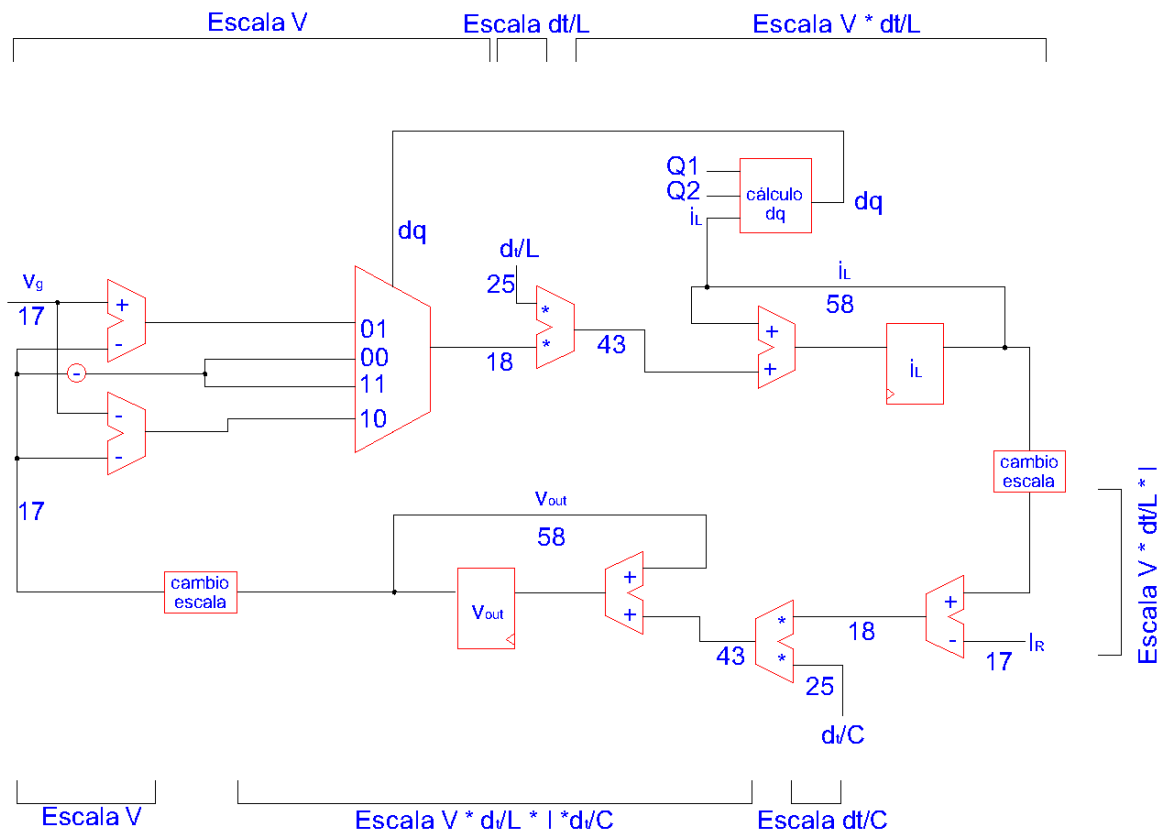 Escala V
Escala dt/L
Escala V * dt/L
Q1
Q2
iL
cálculo
dq
dq
dq
dt/L
25
vg
17
+
-
-
-
-
01
00
11
10
18
*
*
43
iL
58
+
+
iL
cambio
escala
Escala V * dt/L * I
17
vout
58
cambio
escala
vout
+
+
43
*
*
18
25
+
-
17
IR
dt/C
Escala V
Escala V * dt/L * I *dt/C
Escala dt/C